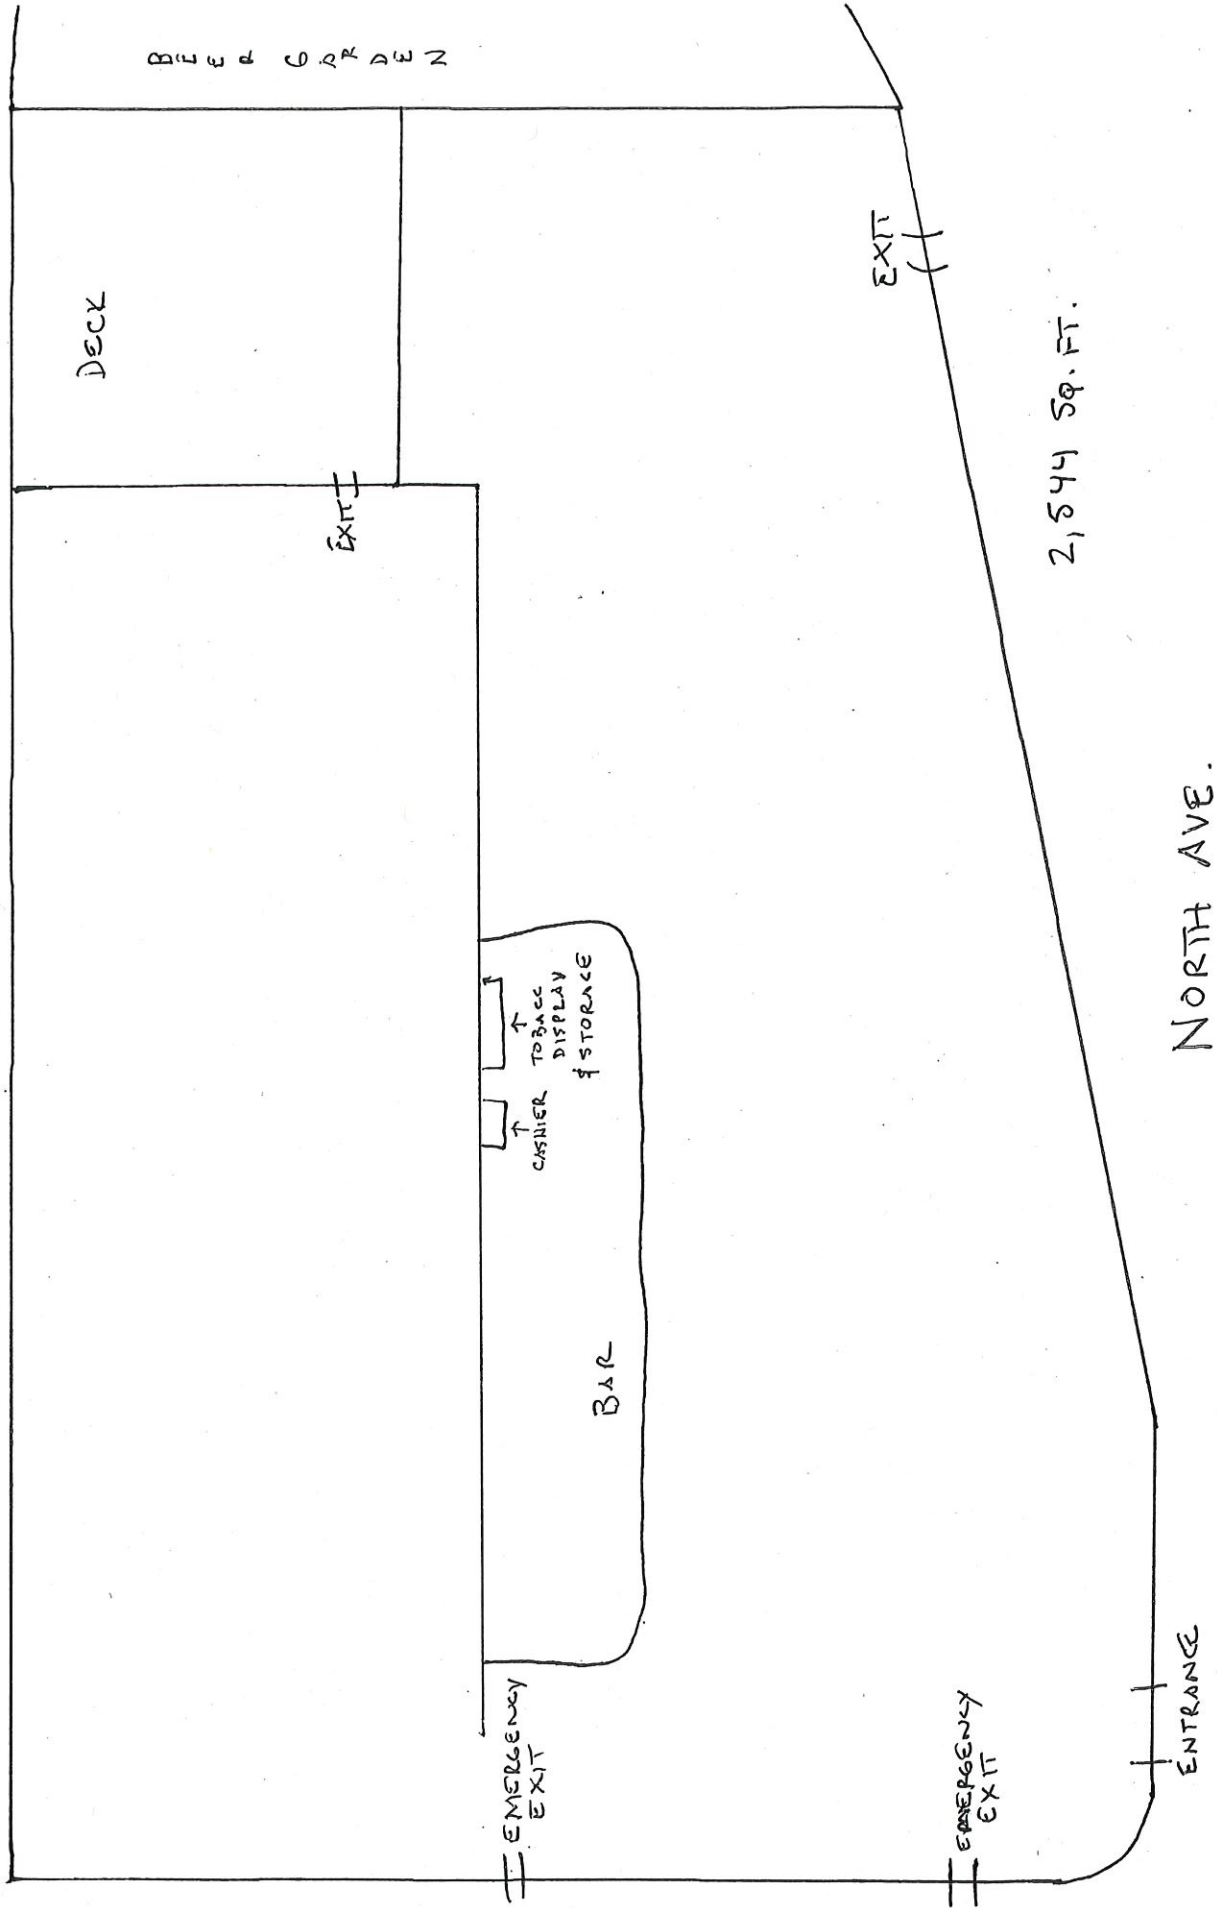 BEER GARDEN
DECK
EXIT
EXIT
2,544 SQ. FT.
TOBACC
DISPLAY
& STORAGE
CASHIER
BAR
NORTH AVE.
EMERGENCY
EXIT
EMERGENCY
EXIT
ENTRANCE